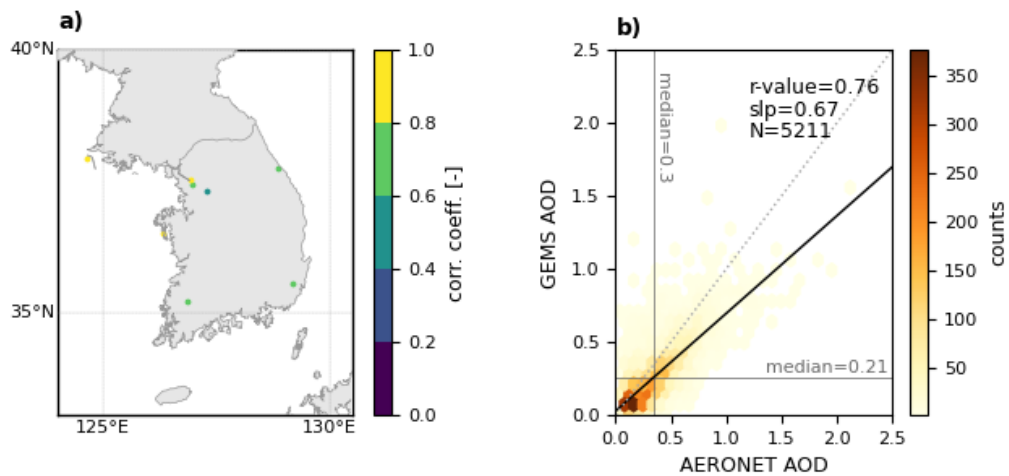 a)
40°N
35°N
125°E
130°E
1.0
0.8
0.6
0.4
0.2
0.0
corr. coeff. [-]
b)
2.5
2.0
1.5
1.0
0.5
0.0
GEMS AOD
median=0.3
r-value=0.76
slp=0.67
N=5211
median=0.21
0.0
0.5
1.0
1.5
2.0
2.5
AERONET AOD
350
300
250
200
150
100
50
counts